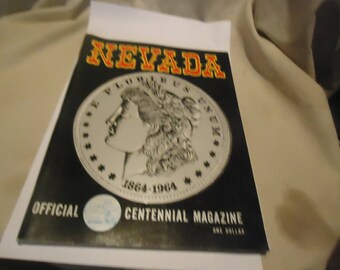 NEVADA
E PLURIBUS UNUM
1864-1964
OFFICIAL CENTENNIAL MAGAZINE
ONE DOLLAR